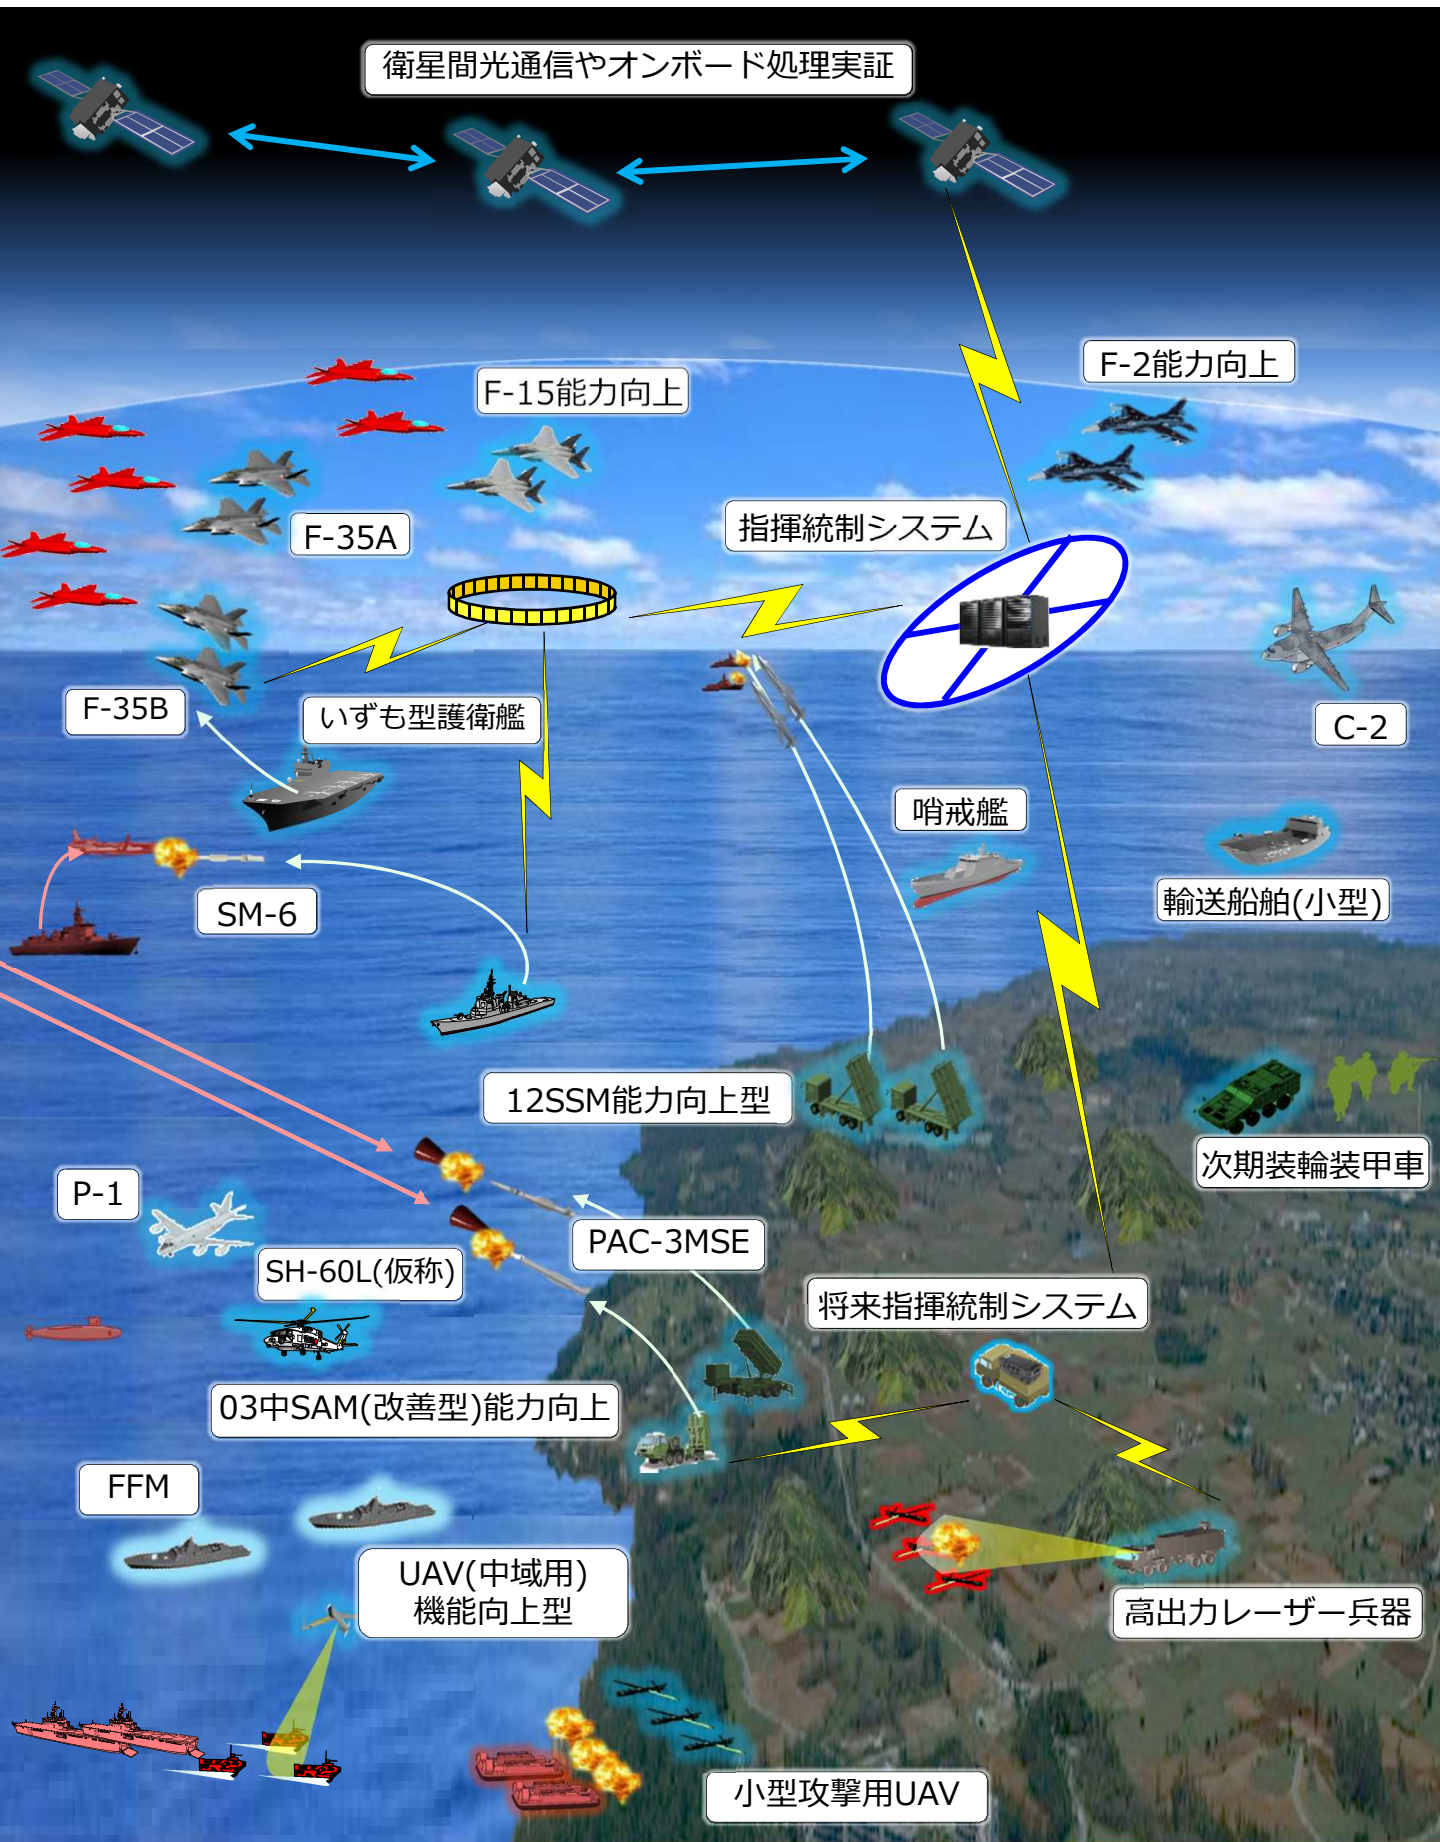 衛星間光通信やオンボード処理実証
F-2能力向上
F-15能力向上
指揮統制システム
F-35A
F-35B
いずも型護衛艦
C-2
哨戒艦
SM-6
輸送船舶(小型)
12SSM能力向上型
次期装輪装甲車
P-1
PAC-3MSE
SH-60L(仮称)
将来指揮統制システム
03中SAM(改善型)能力向上
FFM
UAV(中域用)
機能向上型
高出力レーザー兵器
小型攻撃用UAV